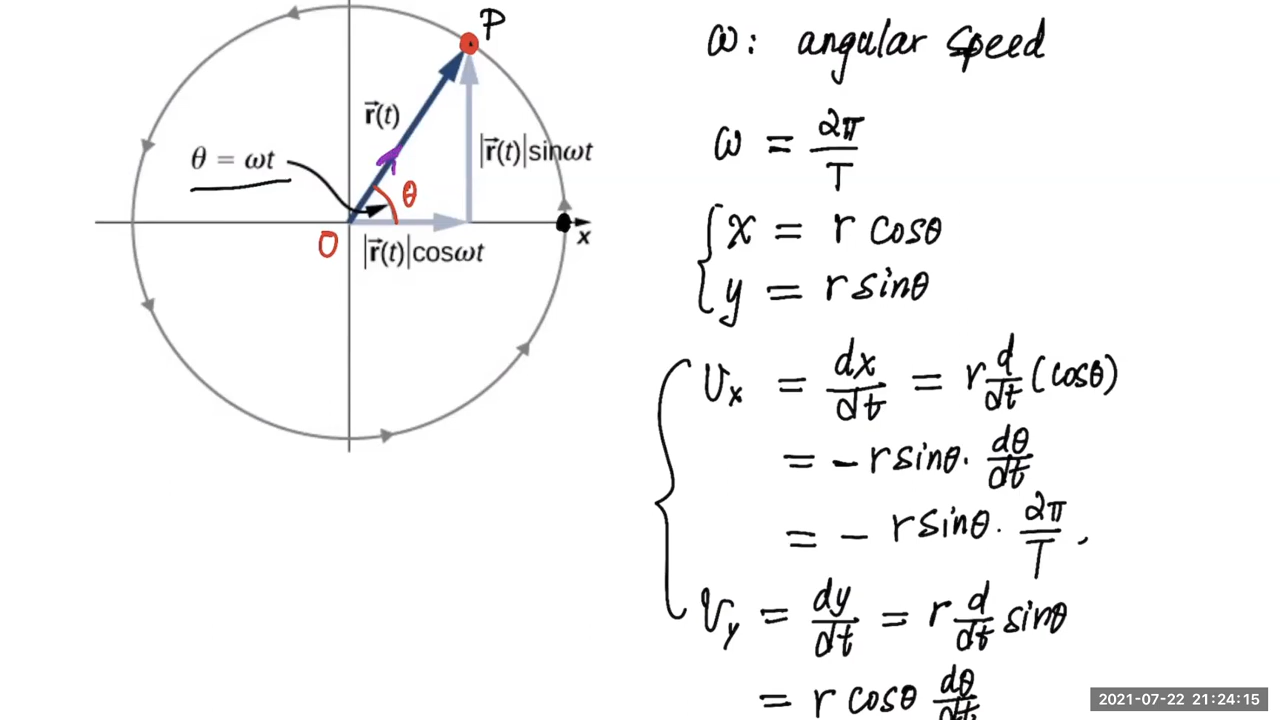 P
ω: angular speed
r⃗(t)
ω = 2π/T
θ = ωt
|r⃗(t)|sinωt
θ
x = r cosθ
O
x
|r⃗(t)|cosωt
y = r sinθ
Vx = dx/dt = r d/dt (cosθ)
= - r sinθ · dθ/dt
= - r sinθ · 2π/T .
Vy = dy/dt = r d/dt sinθ
= r cosθ dθ/dt
2021-07-22 21:24:15